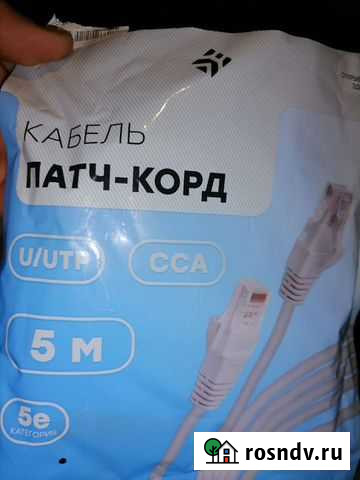 КАБЕЛЬ
ПАТЧ-КОРД
U/UTP
CCA
5 М
5е
КАТЕГОРИЯ
rosndv.ru